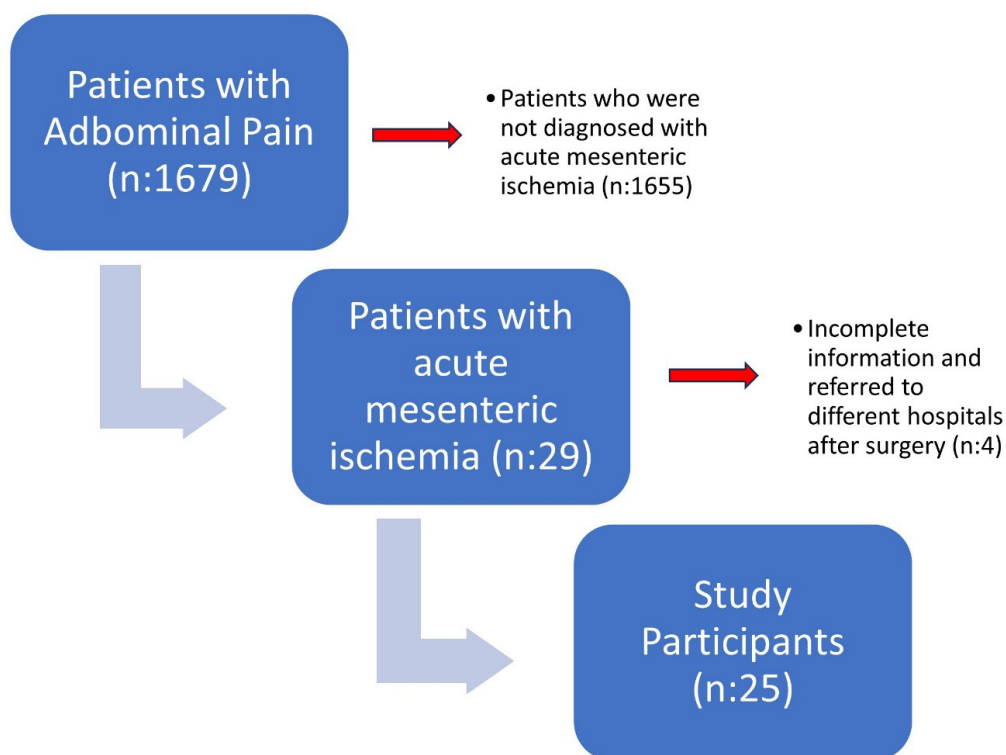 Patients with
Adbominal Pain
(n:1679)
• Patients who were
not diagnosed with
acute mesenteric
ischemia (n:1655)
Patients with
acute
mesenteric
ischemia (n:29)
• Incomplete
information and
referred to
different hospitals
after surgery (n:4)
Study
Participants
(n:25)